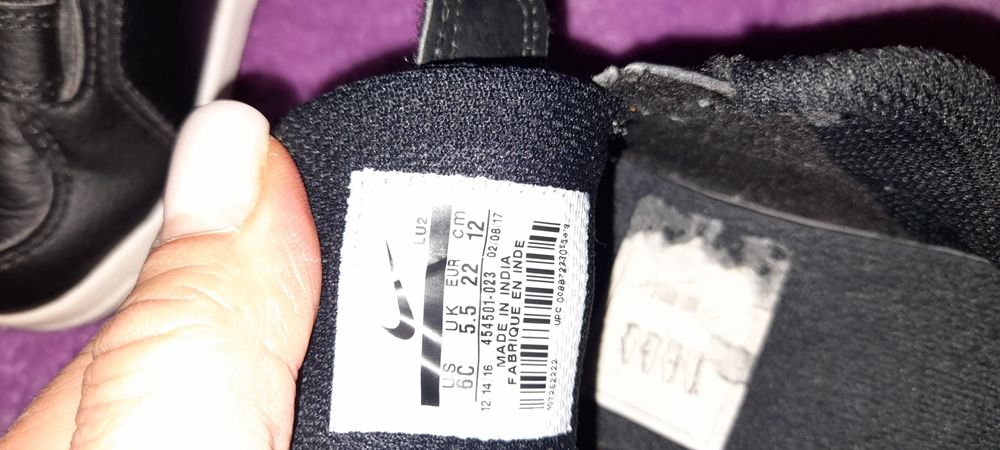 LU2
US UK EUR cm
6C 5.5 22 12
12.14.16 454501-023 02.08.17
MADE IN INDIA
FABRIQUE EN INDE